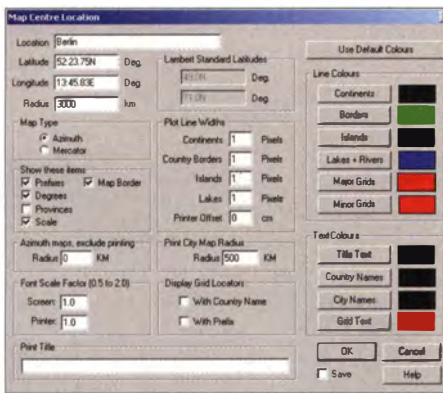 Map Centre Location
Location Berlin
Latitude 52:23.75N Deg.
Longitude 13:45.83E Deg
Radius 3000 km
Lambert Standard Latitudes
49.0N Deg.
71.0N Deg.
Map Type
Azimuth
Mercator
Show these items
Prefixes
Map Border
Degrees
Provinces
Scale
Plot Line Widths
Continents 1 Pixels
Country Borders 1 Pixels
Islands 1 Pixels
Lakes 1 Pixels
Printer Offset 0 cm
Azimuth maps, exclude printing
Radius 0 KM
Print City Map Radius
Radius 500 KM
Font Scale Factor (0.5 to 2.0)
Screen: 1.0
Printer: 1.0
Display Grid Locators
With Country Name
With Prefix
Print Title
Use Default Colours
Line Colours
Continents
Borders
Islands
Lakes + Rivers
Major Grids
Minor Grids
Text Colours
Title Text
Country Names
City Names
Grid Text
OK
Cancel
Save
Help